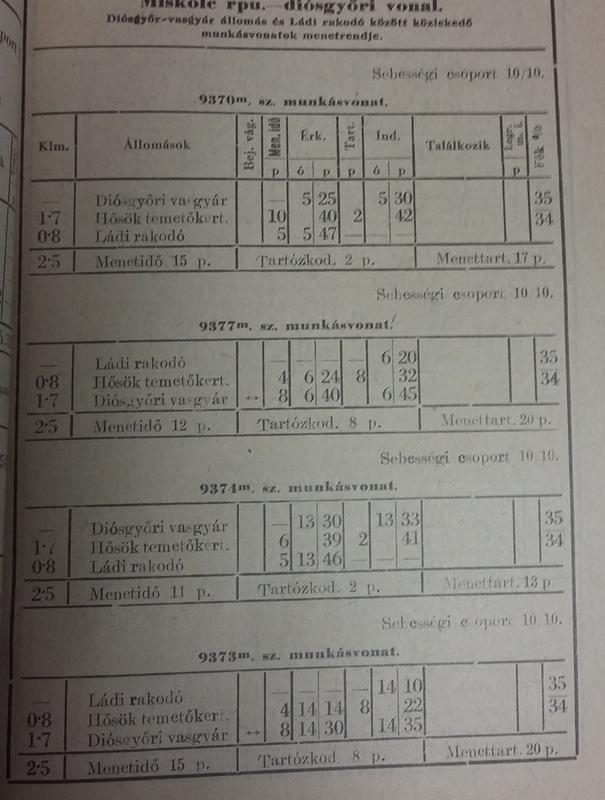 Miskolc rpu.—diósgyőri vonal.
Diósgyőr-vasgyár állomás és Ládi rakodó között közlekedő
munkásvonatok menetrendje.
Sebességi csoport 10/10.
9370m. sz. munkásvonat.
Klm. Állomások Bej. vág. Men. idő Érk. Tart. Ind. Találkozik Fék %
p ó p p ó p p
— Diósgyőri vasgyár — 5 25 5 30 35
1·7 Hősök temetőkert. 10 40 2 42 34
0·8 Ládi rakodó 5 5 47 — — —
2·5 Menetidő 15 p. Tartózkod. 2 p. Menettart. 17 p.
Sebességi csoport 10/10.
9377m. sz. munkásvonat.
— Ládi rakodó — — — — 6 20 35
0·8 Hősök temetőkert. 4 6 24 8 32 34
1·7 Diósgyőri vasgyár ↔ 8 6 40 6 45
2·5 Menetidő 12 p. Tartózkod. 8 p. Menettart. 20 p.
Sebességi csoport 10/10.
9374m. sz. munkásvonat.
— Diósgyőri vasgyár — 13 30 13 33 35
1·7 Hősök temetőkert. 6 39 2 41 34
0·8 Ládi rakodó 5 13 46 — — —
2·5 Menetidő 11 p. Tartózkod. 2 p. Menettart. 13 p.
Sebességi csoport 10/10.
9373m. sz. munkásvonat.
— Ládi rakodó — — — — 14 10 35
0·8 Hősök temetőkert. 4 14 14 8 22 34
1·7 Diósgyőri vasgyár ↔ 8 14 30 14 35
2·5 Menetidő 15 p. Tartózkod. 8 p. Menettart. 20 p.